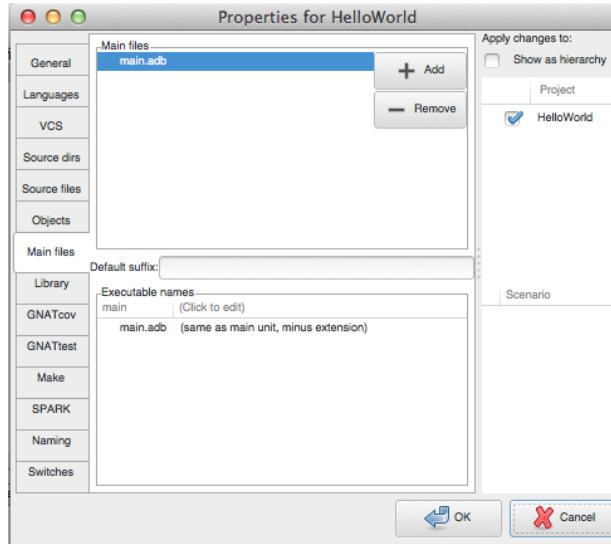 Properties for HelloWorld
General
Languages
VCS
Source dirs
Source files
Objects
Main files
Library
GNATcov
GNATtest
Make
SPARK
Naming
Switches
Main files
main.adb
Add
Remove
Default suffix:
Executable names
main (Click to edit)
main.adb (same as main unit, minus extension)
Apply changes to:
Show as hierarchy
Project
HelloWorld
Scenario
OK
Cancel